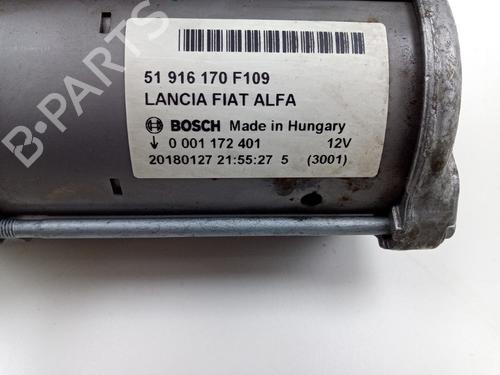 51 916 170 F109
LANCIA FIAT ALFA
BOSCH Made in Hungary
↓ 0 001 172 401 12V
20180127 21:55:27 5 (3001)
B-PARTS